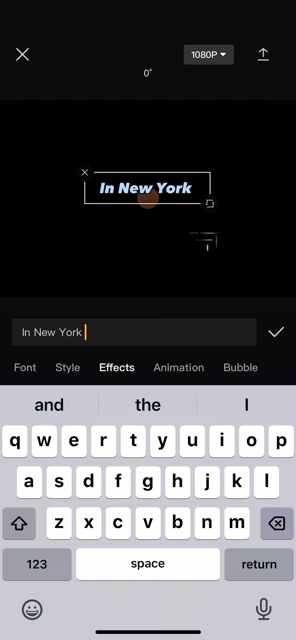 1080P
0°
In New York
In New York
Font Style Effects Animation Bubble
and the I
q w e r t y u i o p
a s d f g h j k l
z x c v b n m
123 space return